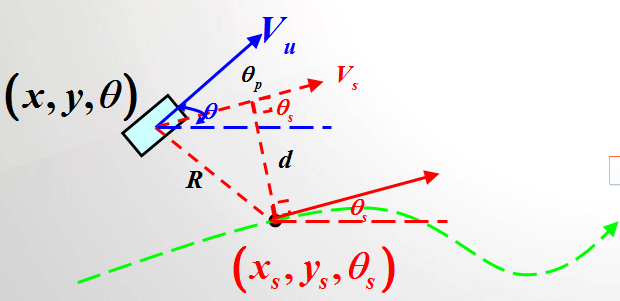 V_u
θ_p
V_s
(x, y, θ)
θ
θ_s
d
R
θ_s
(x_s, y_s, θ_s)